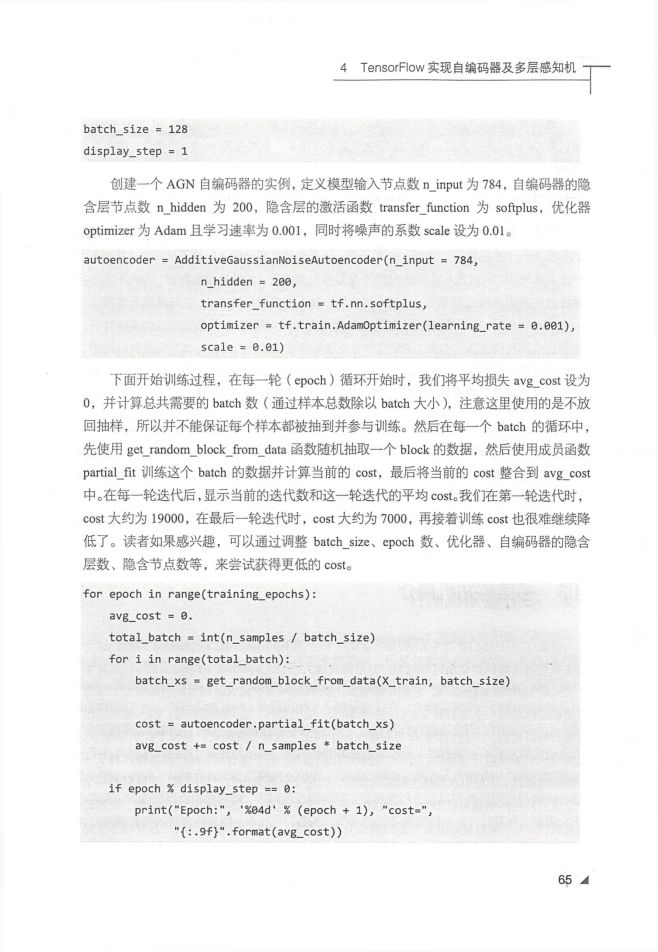 4 TensorFlow 实现自编码器及多层感知机
batch_size = 128
display_step = 1
创建一个 AGN 自编码器的实例，定义模型输入节点数 n_input 为 784，自编码器的隐
含层节点数 n_hidden 为 200，隐含层的激活函数 transfer_function 为 softplus，优化器
optimizer 为 Adam 且学习速率为 0.001，同时将噪声的系数 scale 设为 0.01。
autoencoder = AdditiveGaussianNoiseAutoencoder(n_input = 784,
n_hidden = 200,
transfer_function = tf.nn.softplus,
optimizer = tf.train.AdamOptimizer(learning_rate = 0.001),
scale = 0.01)
下面开始训练过程，在每一轮（epoch）循环开始时，我们将平均损失 avg_cost 设为
0，并计算总共需要的 batch 数（通过样本总数除以 batch 大小），注意这里使用的是不放
回抽样，所以并不能保证每个样本都被抽到并参与训练。然后在每一个 batch 的循环中，
先使用 get_random_block_from_data 函数随机抽取一个 block 的数据，然后使用成员函数
partial_fit 训练这个 batch 的数据并计算当前的 cost，最后将当前的 cost 整合到 avg_cost
中。在每一轮迭代后，显示当前的迭代数和这一轮迭代的平均 cost。我们在第一轮迭代时，
cost 大约为 19000，在最后一轮迭代时，cost 大约为 7000，再接着训练 cost 也很难继续降
低了。读者如果感兴趣，可以通过调整 batch_size、epoch 数、优化器、自编码器的隐含
层数、隐含节点数等，来尝试获得更低的 cost。
for epoch in range(training_epochs):
avg_cost = 0.
total_batch = int(n_samples / batch_size)
for i in range(total_batch):
batch_xs = get_random_block_from_data(X_train, batch_size)
cost = autoencoder.partial_fit(batch_xs)
avg_cost += cost / n_samples * batch_size
if epoch % display_step == 0:
print("Epoch:", '%04d' % (epoch + 1), "cost=",
"{:.9f}".format(avg_cost))
65